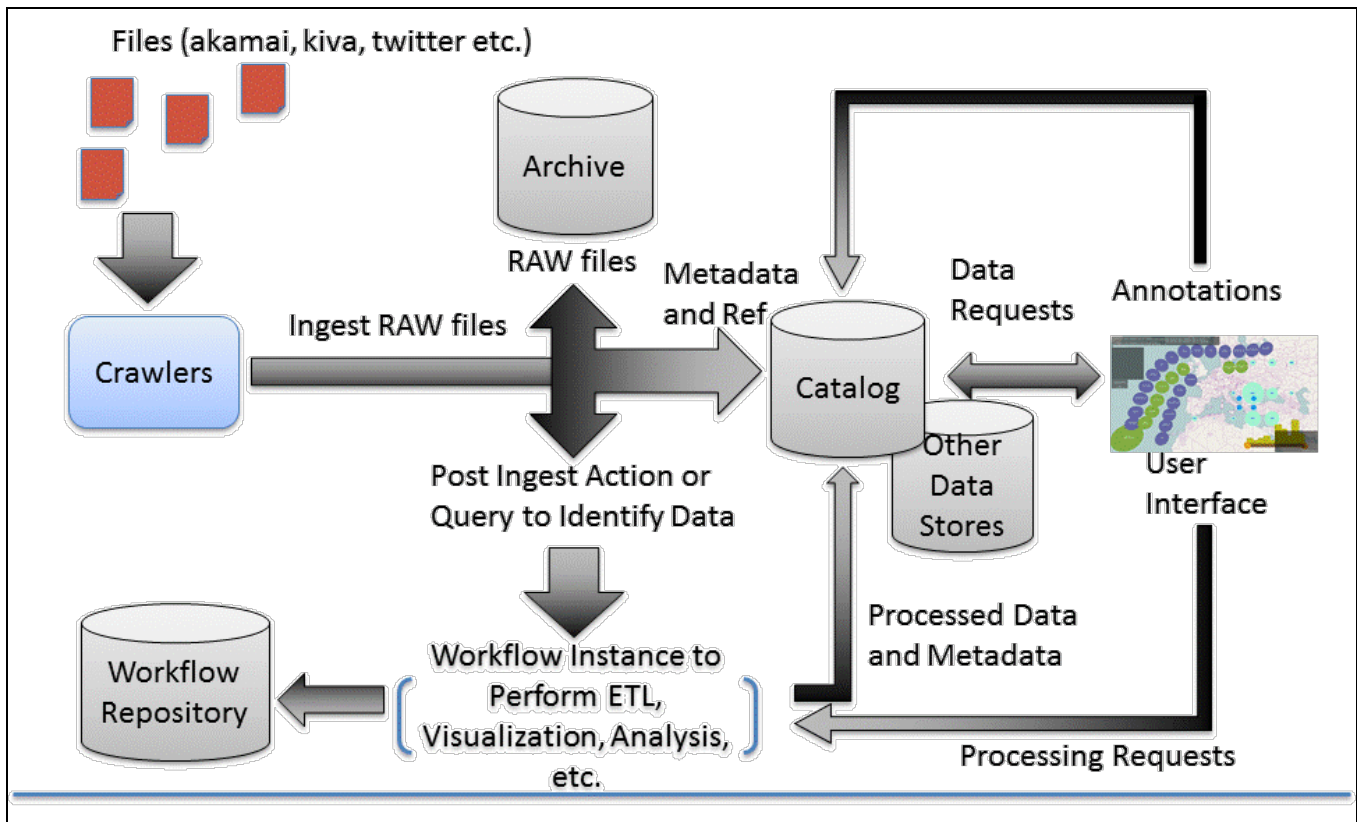 Files (akamai, kiva, twitter etc.)
Archive
RAW files
Metadata
and Ref
Data
Requests
Annotations
Ingest RAW files
Crawlers
Catalog
Other
Data
Stores
User
Interface
Post Ingest Action or
Query to Identify Data
Processed Data
and Metadata
Workflow
Repository
Workflow Instance to
Perform ETL,
Visualization, Analysis,
etc.
Processing Requests